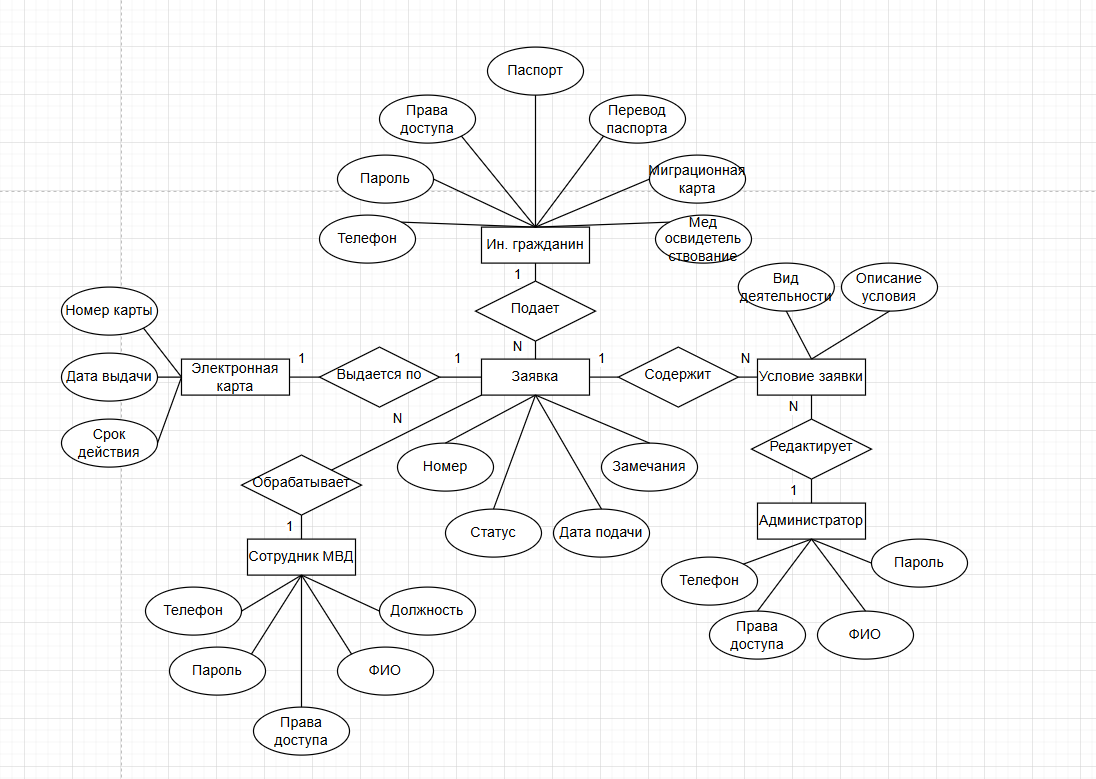 Паспорт
Права
доступа
Перевод
паспорта
Пароль
Миграционная
карта
Телефон
Мед
освидетель
ствование
Ин. гражданин
1
Подает
N
Вид
деятельности
Описание
условия
Номер карты
Дата выдачи
Срок
действия
Электронная
карта
1
Выдается по
1
Заявка
1
Содержит
N
Условие заявки
N
N
Редактирует
1
Администратор
Обрабатывает
1
Сотрудник МВД
Номер
Замечания
Статус
Дата подачи
Телефон
Пароль
Права
доступа
ФИО
Телефон
Должность
Пароль
ФИО
Права
доступа